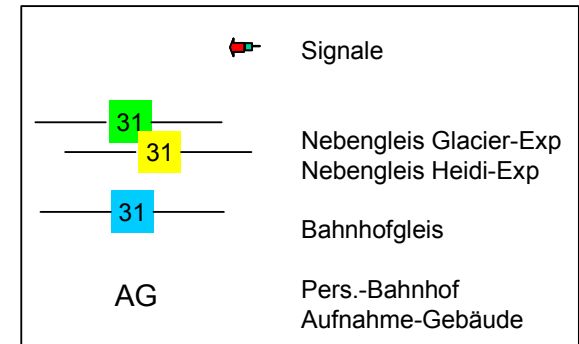 Signale
31
31
Nebengleis Glacier-Exp
Nebengleis Heidi-Exp
31
Bahnhofgleis
AG
Pers.-Bahnhof
Aufnahme-Gebäude